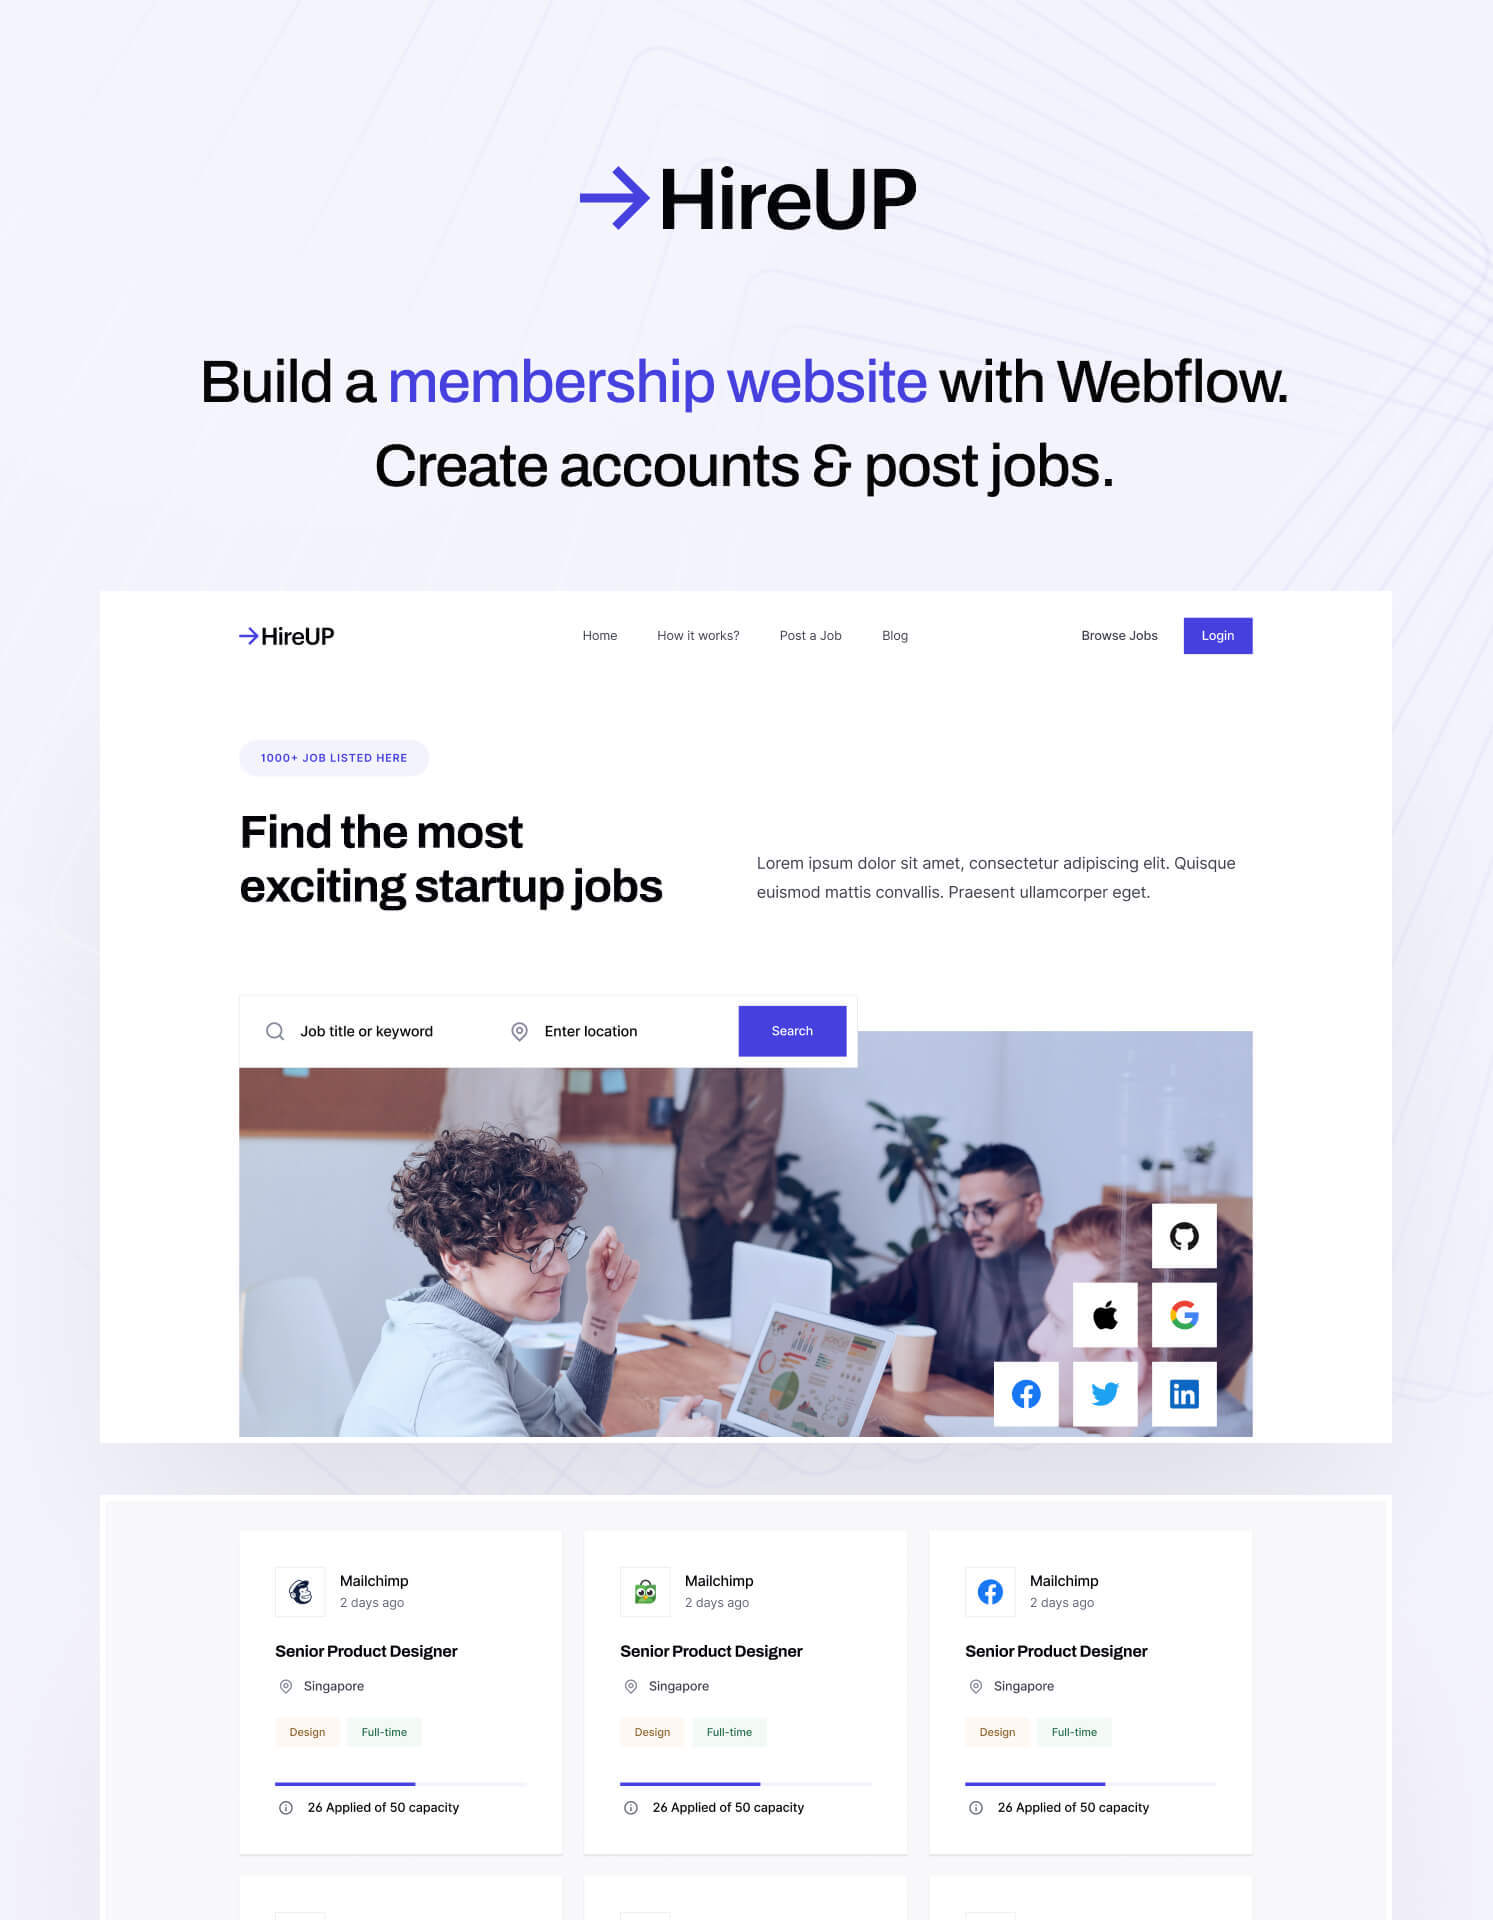 HireUP
Build a membership website with Webflow.
Create accounts & post jobs.
HireUP
Home
How it works?
Post a Job
Blog
Browse Jobs
Login
1000+ JOB LISTED HERE
Find the most
exciting startup jobs
Lorem ipsum dolor sit amet, consectetur adipiscing elit. Quisque
euismod mattis convallis. Praesent ullamcorper eget.
Job title or keyword
Enter location
Search
Mailchimp
2 days ago
Senior Product Designer
Singapore
Design
Full-time
26 Applied of 50 capacity
Mailchimp
2 days ago
Senior Product Designer
Singapore
Design
Full-time
26 Applied of 50 capacity
Mailchimp
2 days ago
Senior Product Designer
Singapore
Design
Full-time
26 Applied of 50 capacity